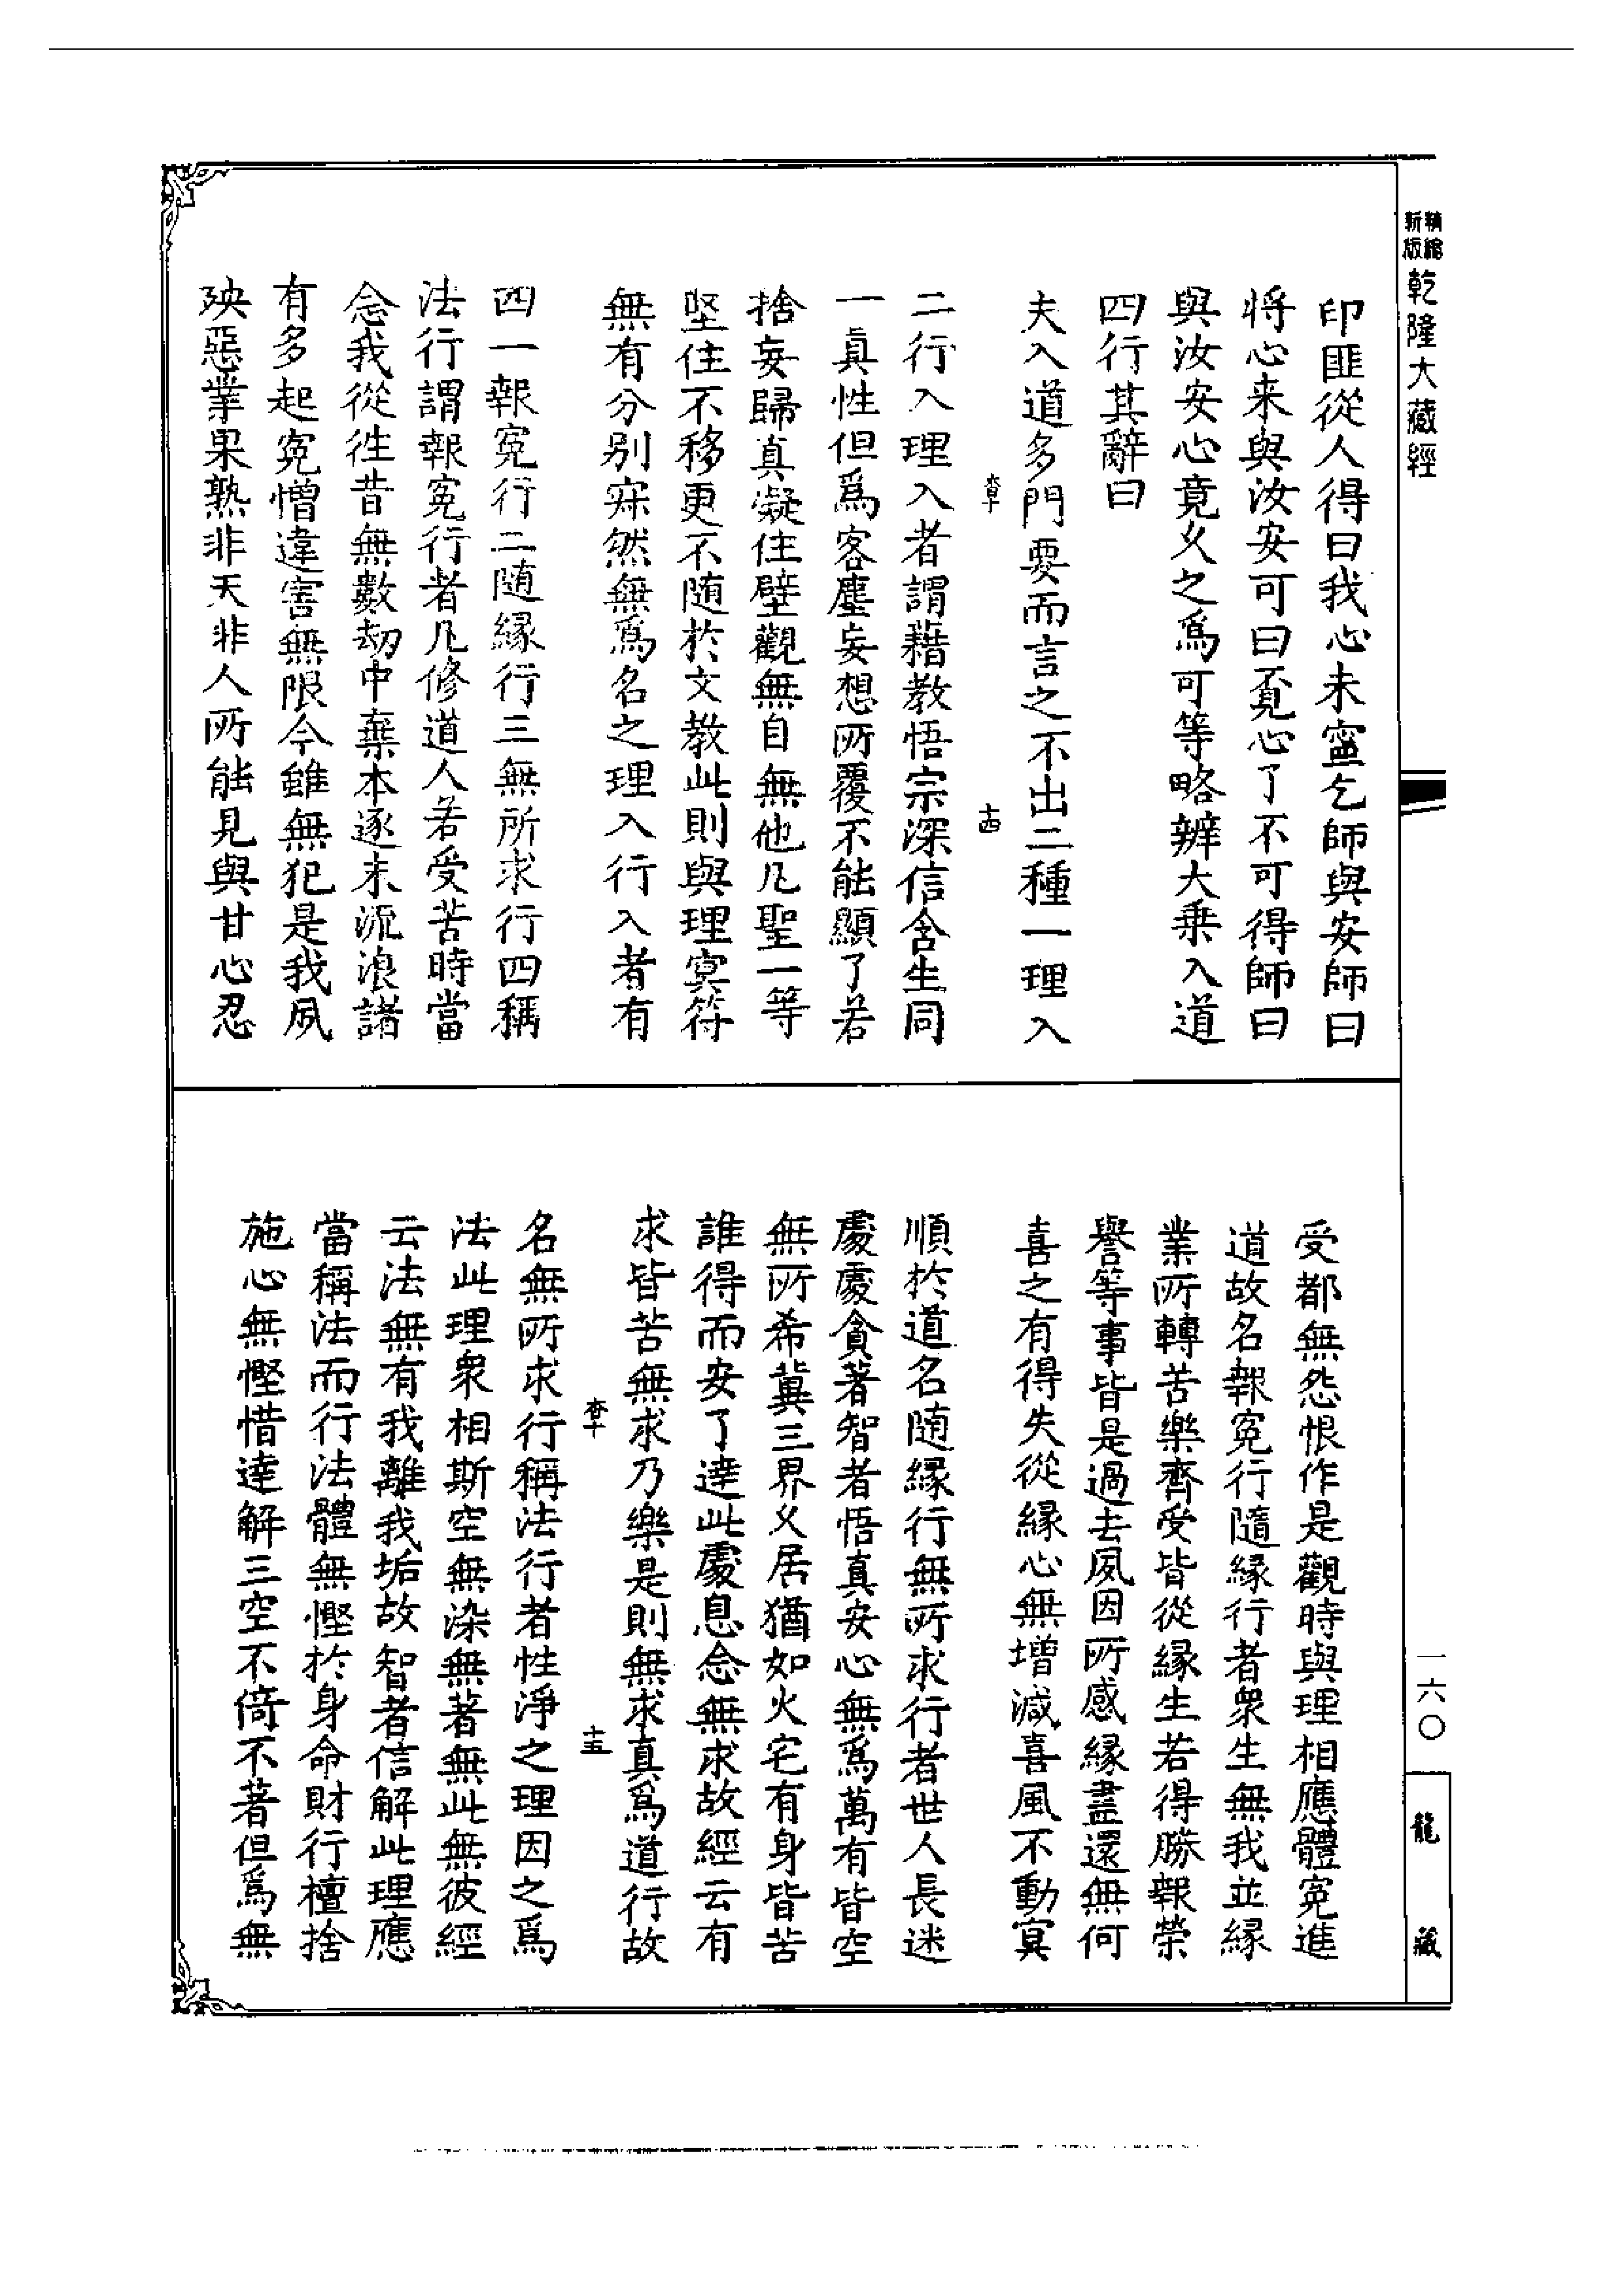 精縮新版
乾隆大藏經
印匪從人得曰我心未寧乞師與安師曰
將心来與汝安可曰覔心了不可得師曰
與汝安心竟久之爲可等略辨大乗入道
四行其辭曰
夫入道多門要而言之不出二種一理入
杳十
十四
二行入理入者謂藉教悟宗深信含生同
一真性但爲客塵妄想所覆不能顯了若
捨妄歸真凝住壁觀無自無他凡聖一等
堅住不移更不随於文教此則與理冥符
無有分别寂然無爲名之理入行入者有
四一報寃行二随縁行三無所求行四稱
法行謂報寃行者凡修道人若受苦時當
念我從徃昔無數劫中棄本逐末流浪諸
有多起寃憎違害無限今雖無犯是我夙
殃惡業果熟非天非人所能見與甘心忍
受都無怨恨作是觀時與理相應體寃進
道故名報寃行隨縁行者衆生無我並縁
業所轉苦樂齊受皆從縁生若得勝報榮
譽等事皆是過去夙因所感縁盡還無何
喜之有得失從縁心無增減喜風不動冥
順於道名随縁行無所求行者世人長迷
處處貪著智者悟真安心無爲萬有皆空
無所希冀三界久居猶如火宅有身皆苦
誰得而安了達此處息念無求故經云有
求皆苦無求乃樂是則無求真爲道行故
杳十
十五
名無所求行稱法行者性淨之理因之爲
法此理衆相斯空無染無著無此無彼經
云法無有我離我垢故智者信解此理應
當稱法而行法體無慳於身命財行檀捨
施心無慳惜達解三空不倚不著但爲無
一六〇
龍藏